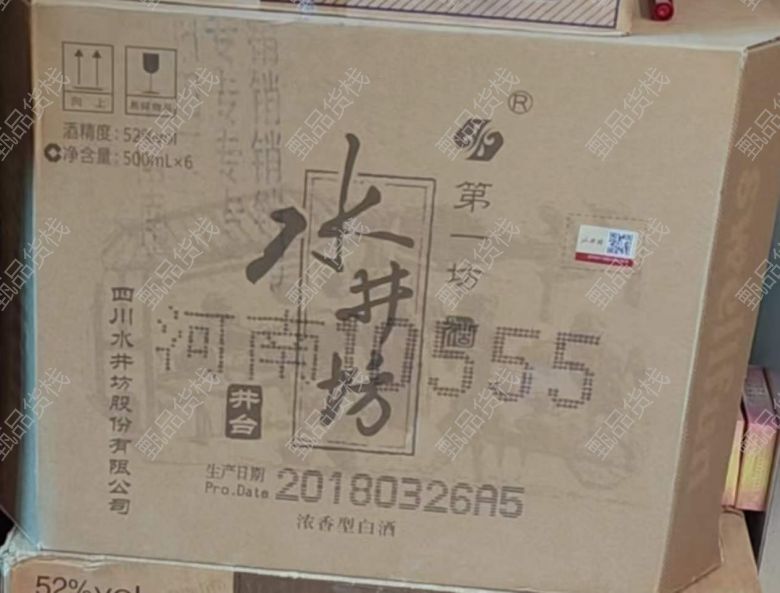 向 上
易碎物品
酒精度: 52%vol
净含量: 500mL×6
®
第一坊
水井坊
河南10555
井台
四川水井坊股份有限公司
生产日期
Pro.Date 20180326A5
浓香型白酒
52%vol
甄品货栈